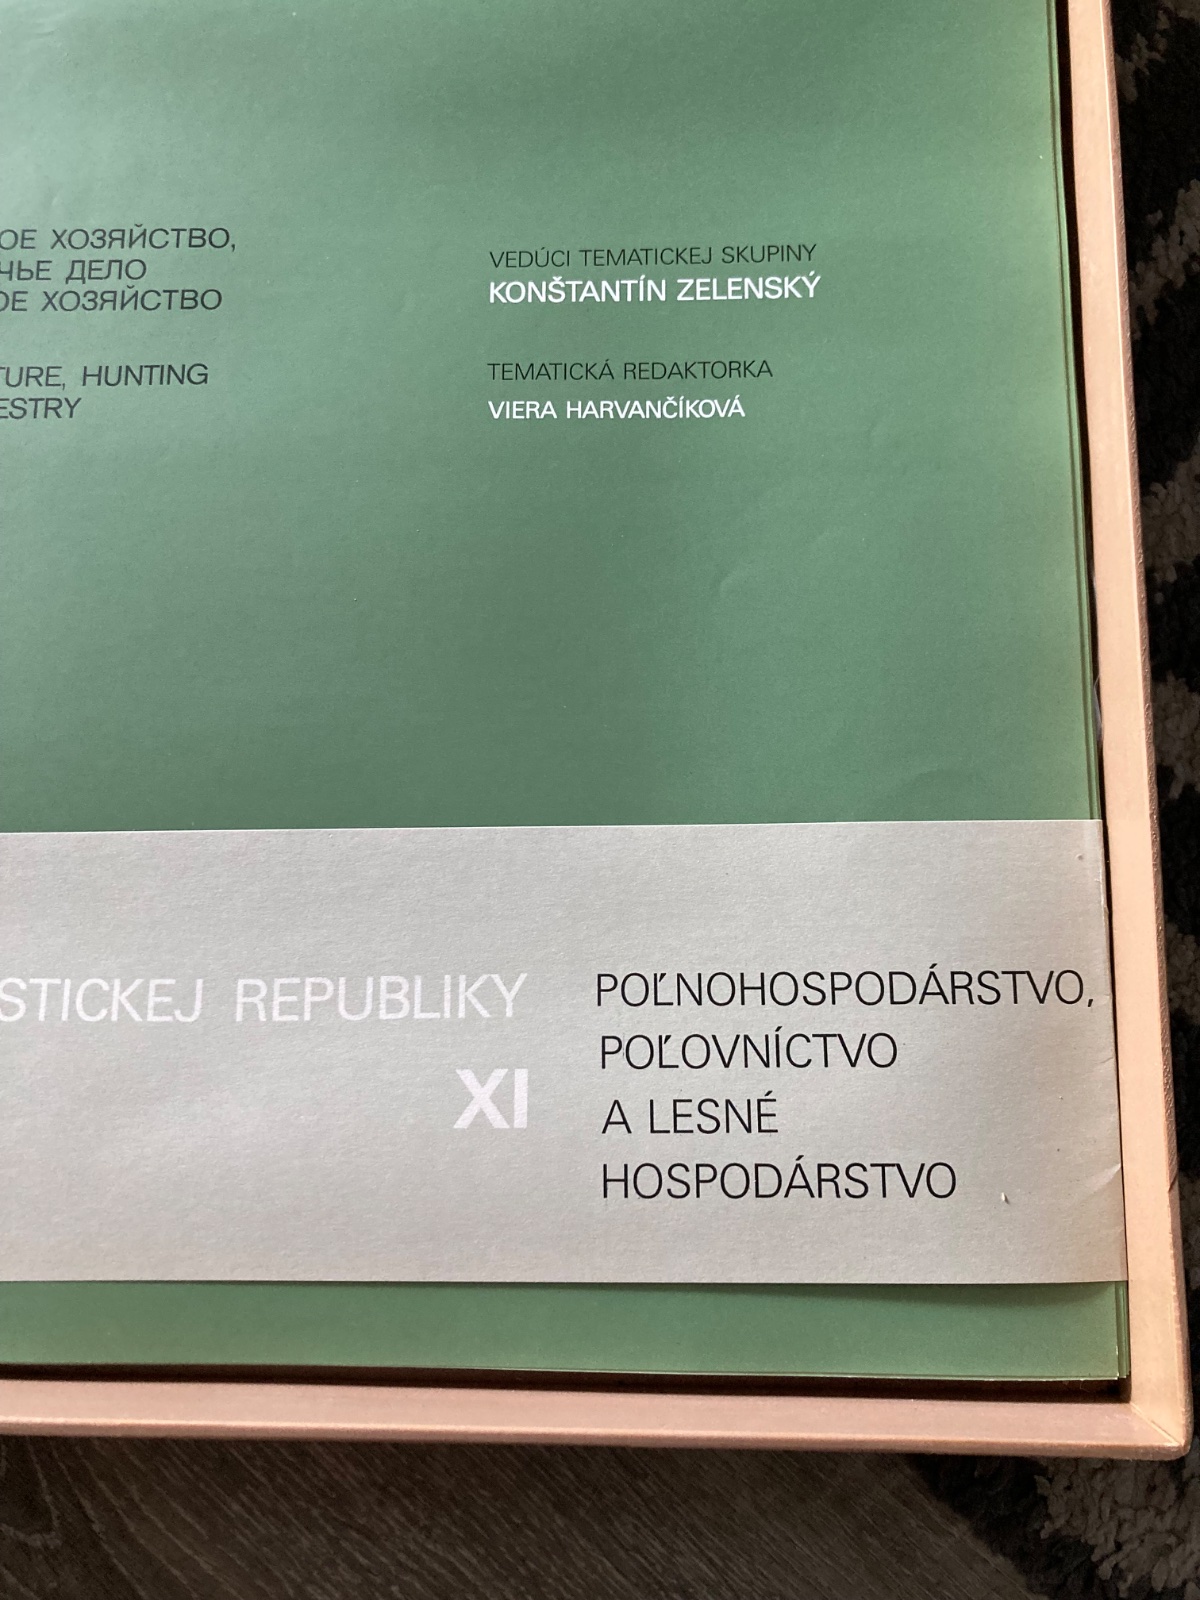 ОЕ ХОЗЯЙСТВО,
ЧЬЕ ДЕЛО
ОЕ ХОЗЯЙСТВО
TURE, HUNTING
ESTRY
VEDÚCI TEMATICKEJ SKUPINY
KONŠTANTÍN ZELENSKÝ
TEMATICKÁ REDAKTORKA
VIERA HARVANČÍKOVÁ
STICKEJ REPUBLIKY
XI
POĽNOHOSPODÁRSTVO,
POĽOVNÍCTVO
A LESNÉ
HOSPODÁRSTVO